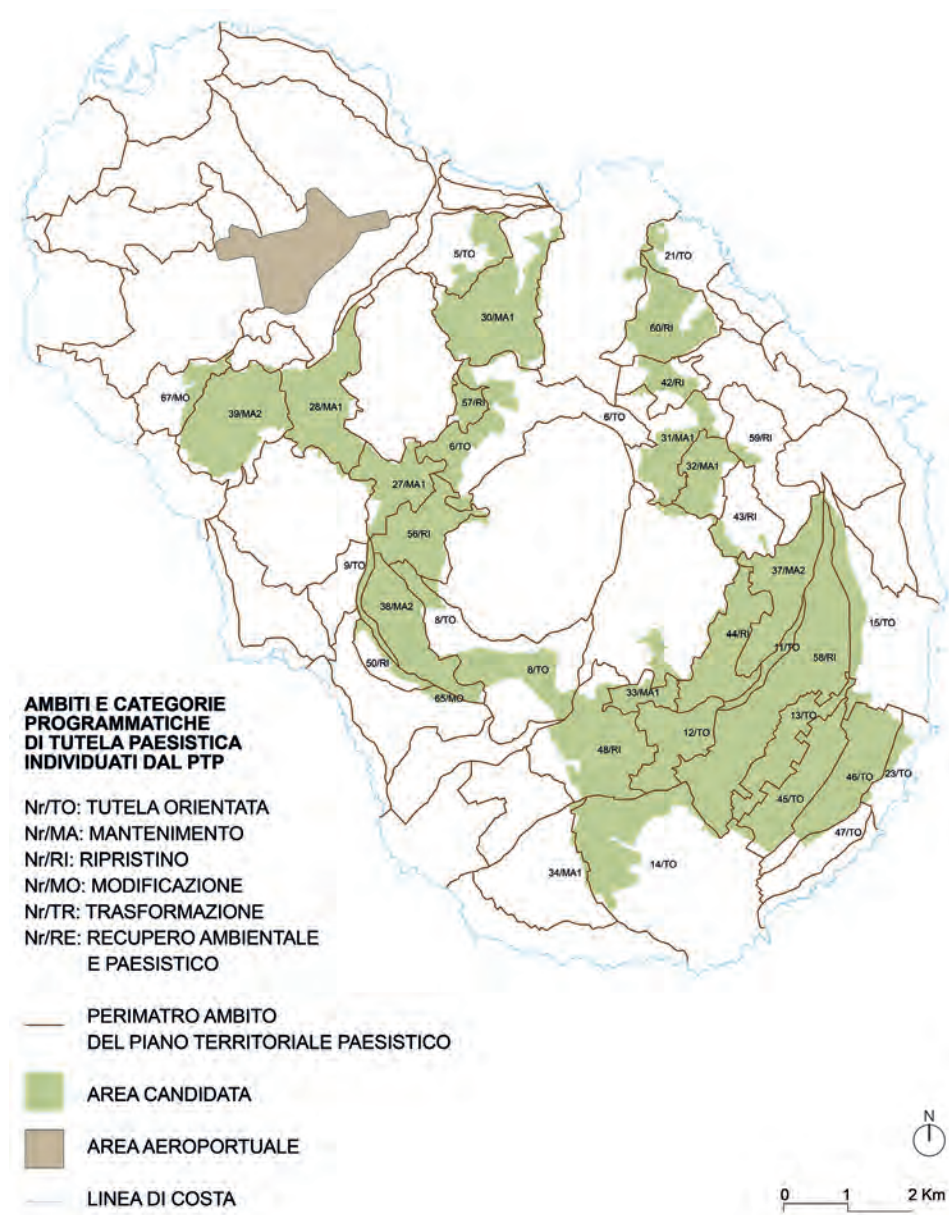 5/TO
21/TO
30/MA1
60/RI
67/MO
39/MA2
28/MA1
57/RI
42/RI
6/TO
6/TO
31/MA1
59/RI
32/MA1
27/MA1
43/RI
56/RI
9/TO
37/MA2
38/MA2
8/TO
44/RI
11/TO
15/TO
50/RI
8/TO
58/RI
65/MO
33/MA1
13/TO
12/TO
48/RI
46/TO
23/TO
45/TO
47/TO
34/MA1
14/TO
AMBITI E CATEGORIE
PROGRAMMATICHE
DI TUTELA PAESISTICA
INDIVIDUATI DAL PTP
Nr/TO: TUTELA ORIENTATA
Nr/MA: MANTENIMENTO
Nr/RI: RIPRISTINO
Nr/MO: MODIFICAZIONE
Nr/TR: TRASFORMAZIONE
Nr/RE: RECUPERO AMBIENTALE
E PAESISTICO
PERIMATRO AMBITO
DEL PIANO TERRITORIALE PAESISTICO
AREA CANDIDATA
AREA AEROPORTUALE
LINEA DI COSTA
N
0 1 2 Km